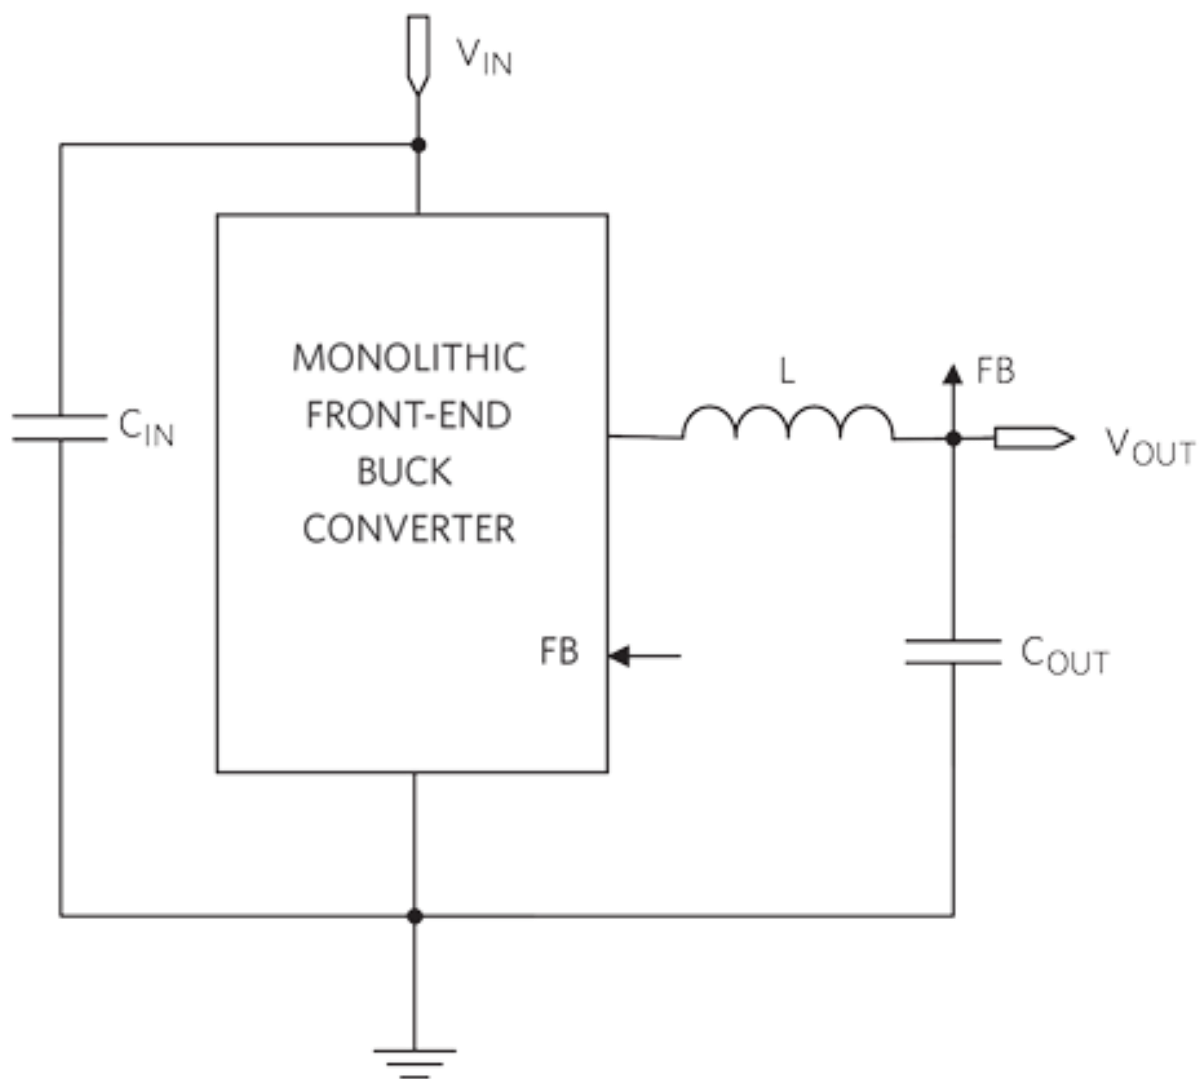 VIN
MONOLITHIC
FRONT-END
BUCK
CONVERTER
CIN
L
FB
VOUT
FB
COUT